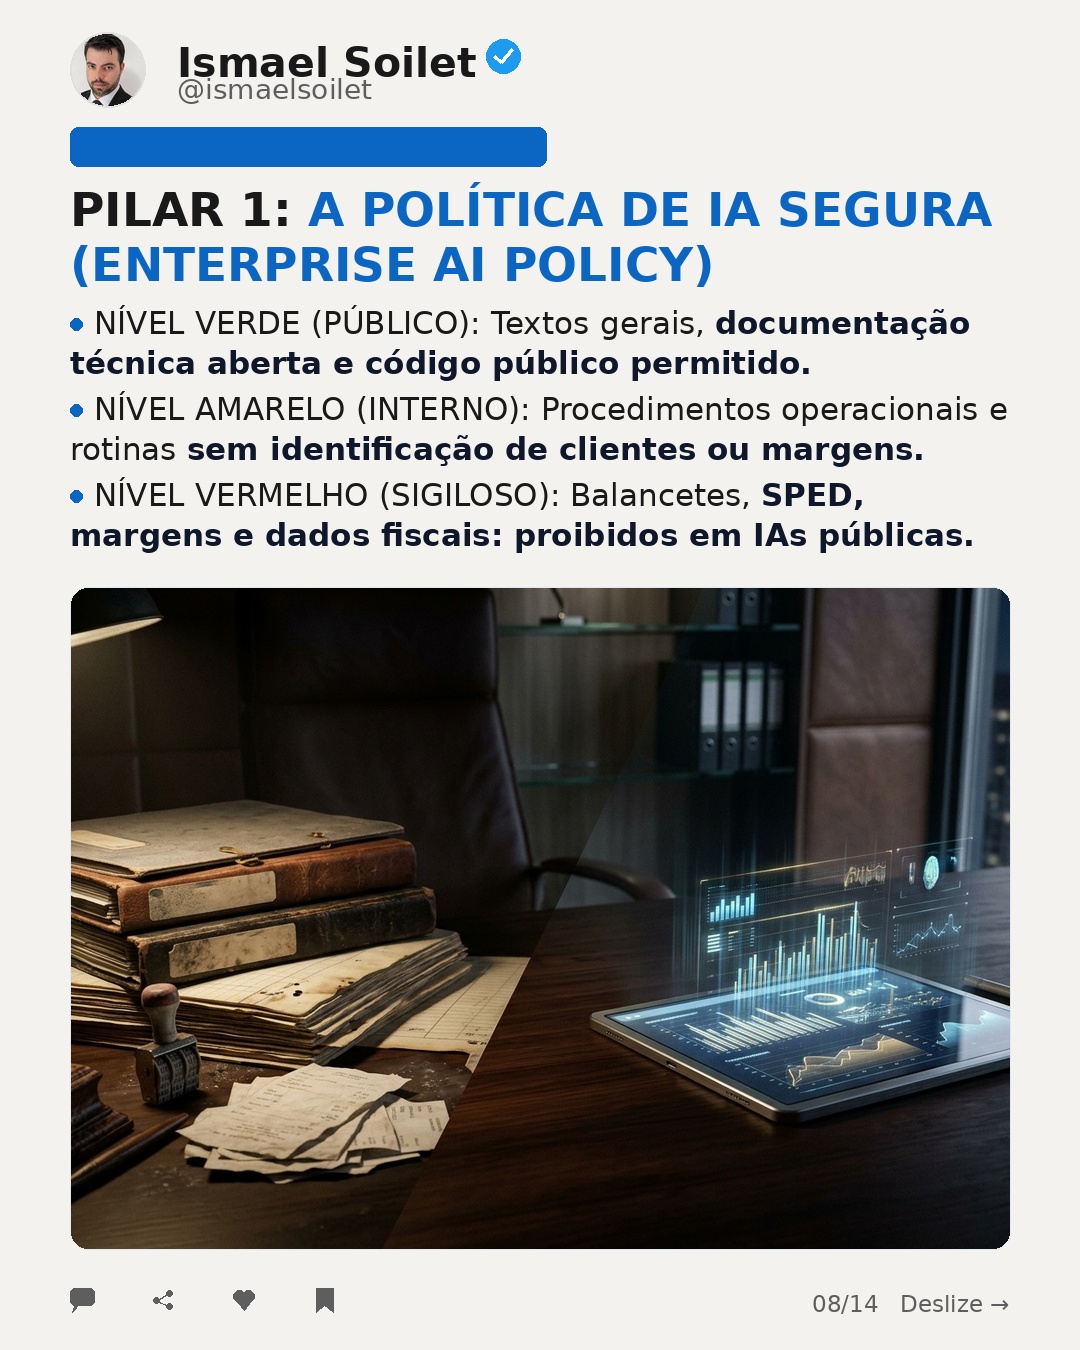 Ismael Soilet
@ismaelsoilet
PILAR 1: A POLÍTICA DE IA SEGURA
(ENTERPRISE AI POLICY)
• NÍVEL VERDE (PÚBLICO): Textos gerais, documentação
técnica aberta e código público permitido.
• NÍVEL AMARELO (INTERNO): Procedimentos operacionais e
rotinas sem identificação de clientes ou margens.
• NÍVEL VERMELHO (SIGILOSO): Balancetes, SPED,
margens e dados fiscais: proibidos em IAs públicas.
08/14 Deslize →